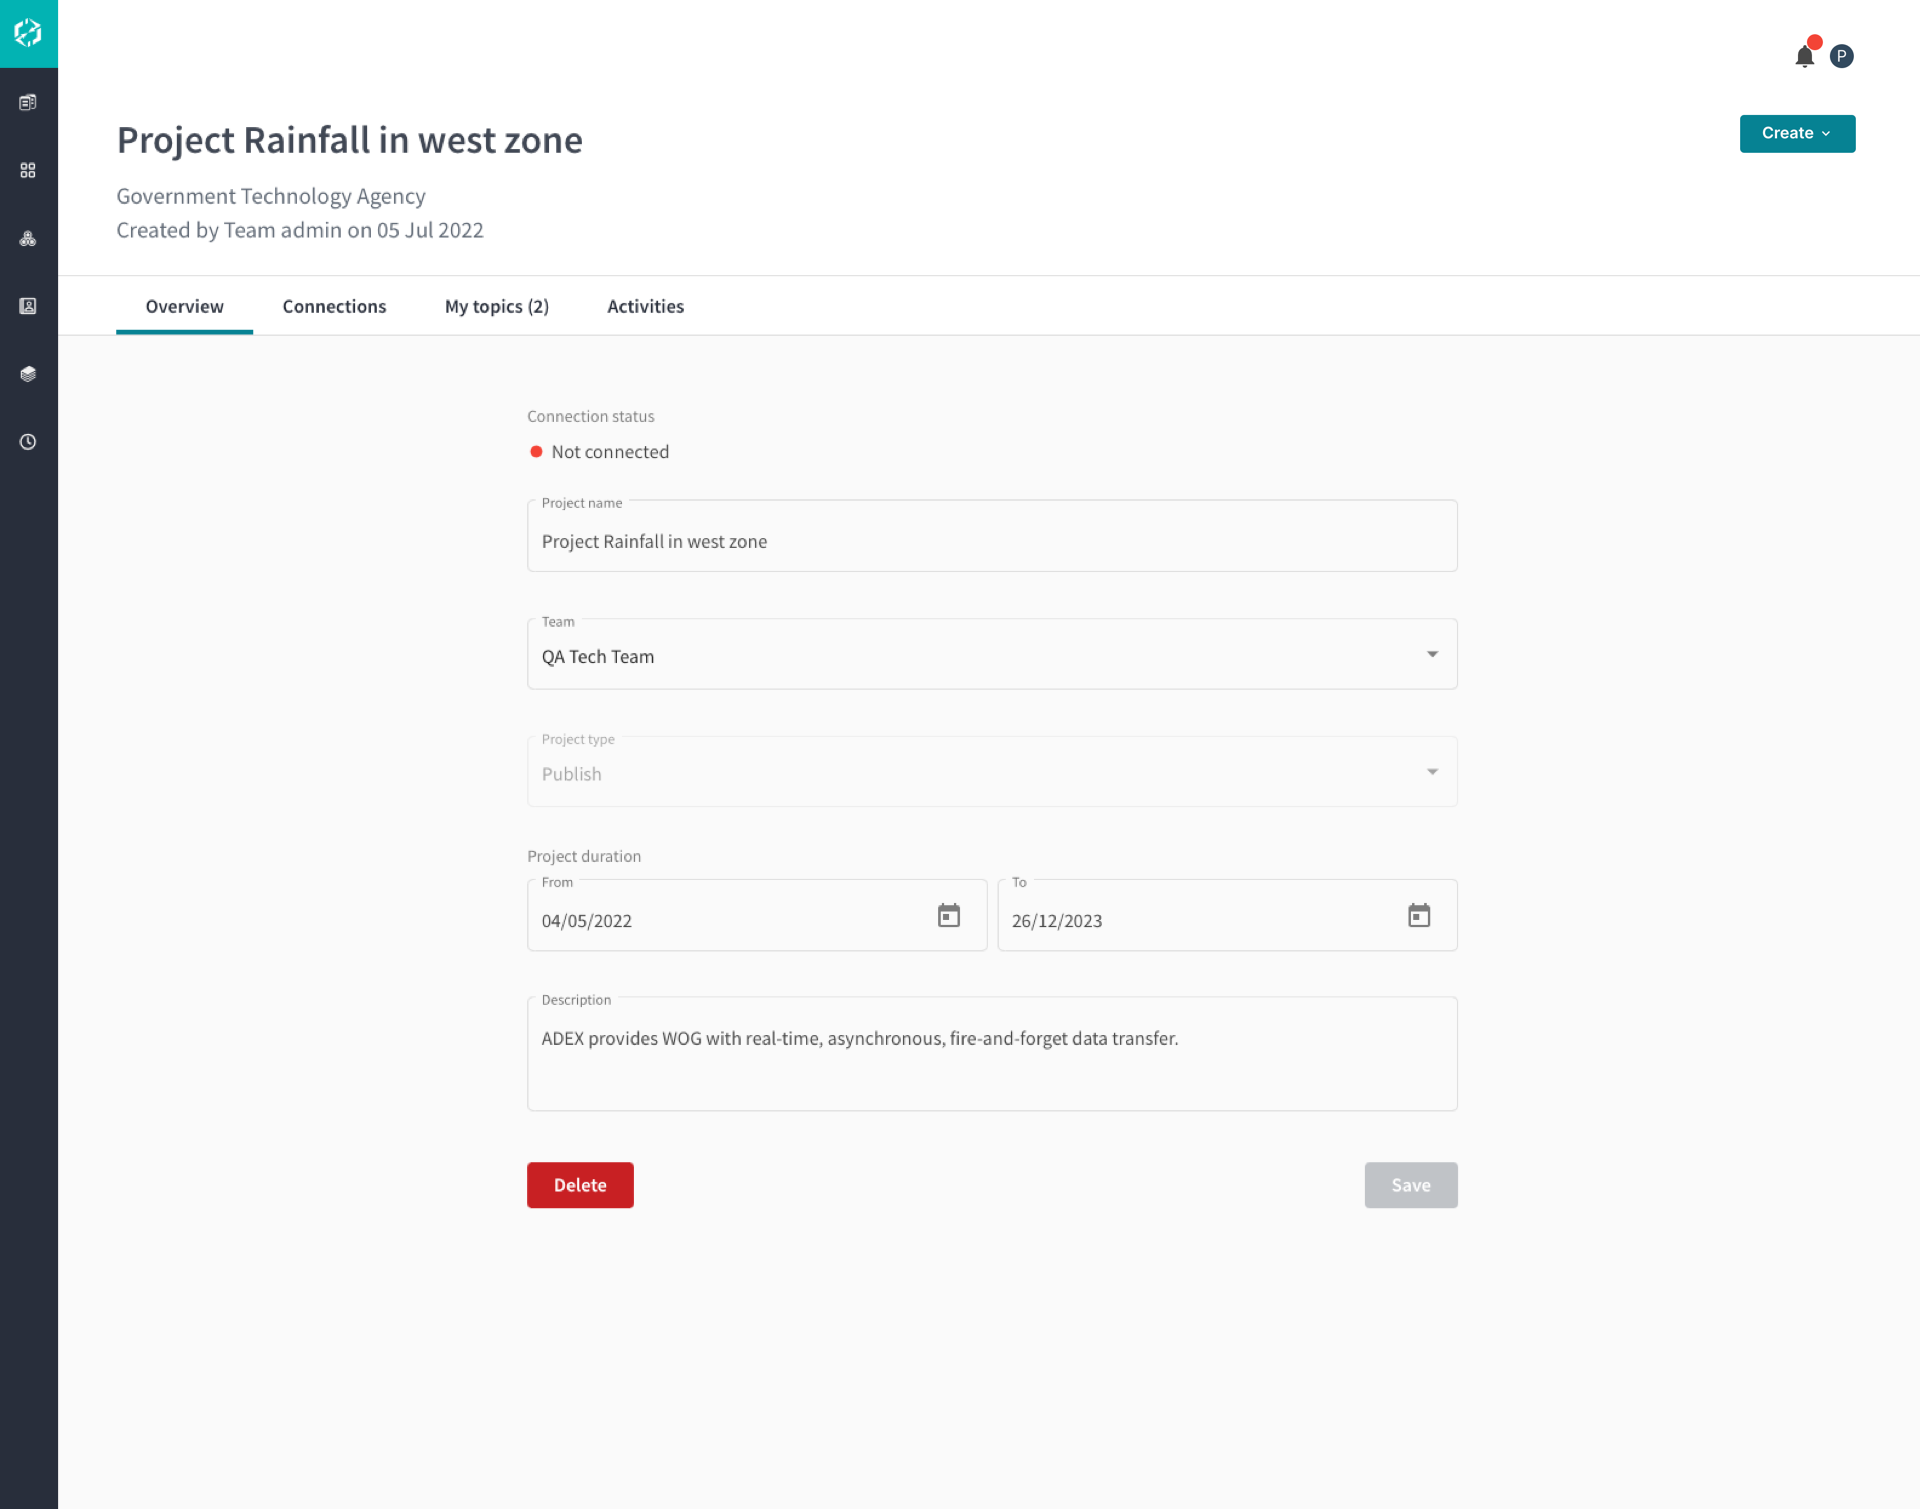 P
Project Rainfall in west zone
Create
Government Technology Agency
Created by Team admin on 05 Jul 2022
Overview
Connections
My topics (2)
Activities
Connection status
Not connected
Project name
Project Rainfall in west zone
Team
QA Tech Team
Project type
Publish
Project duration
From
04/05/2022
To
26/12/2023
Description
ADEX provides WOG with real-time, asynchronous, fire-and-forget data transfer.
Delete
Save